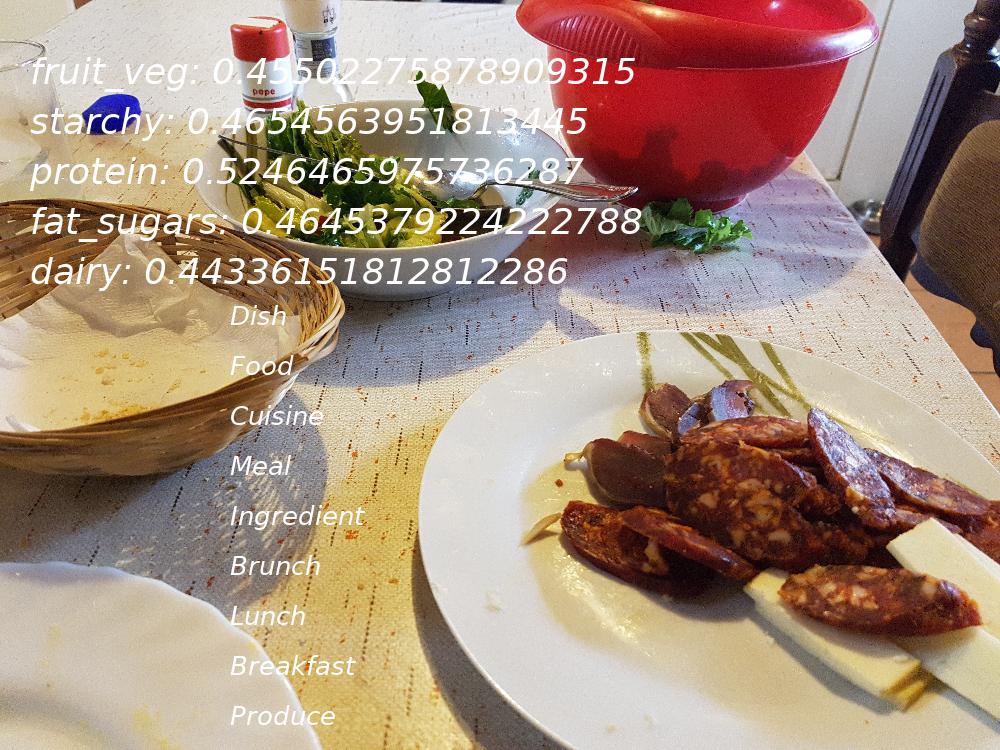 fruit_veg: 0.45502275878909315
starchy: 0.4654563951813445
protein: 0.5246465975736287
fat_sugars: 0.4645379224222788
dairy: 0.44336151812812286
pepe
Dish
Food
Cuisine
Meal
Ingredient
Brunch
Lunch
Breakfast
Produce